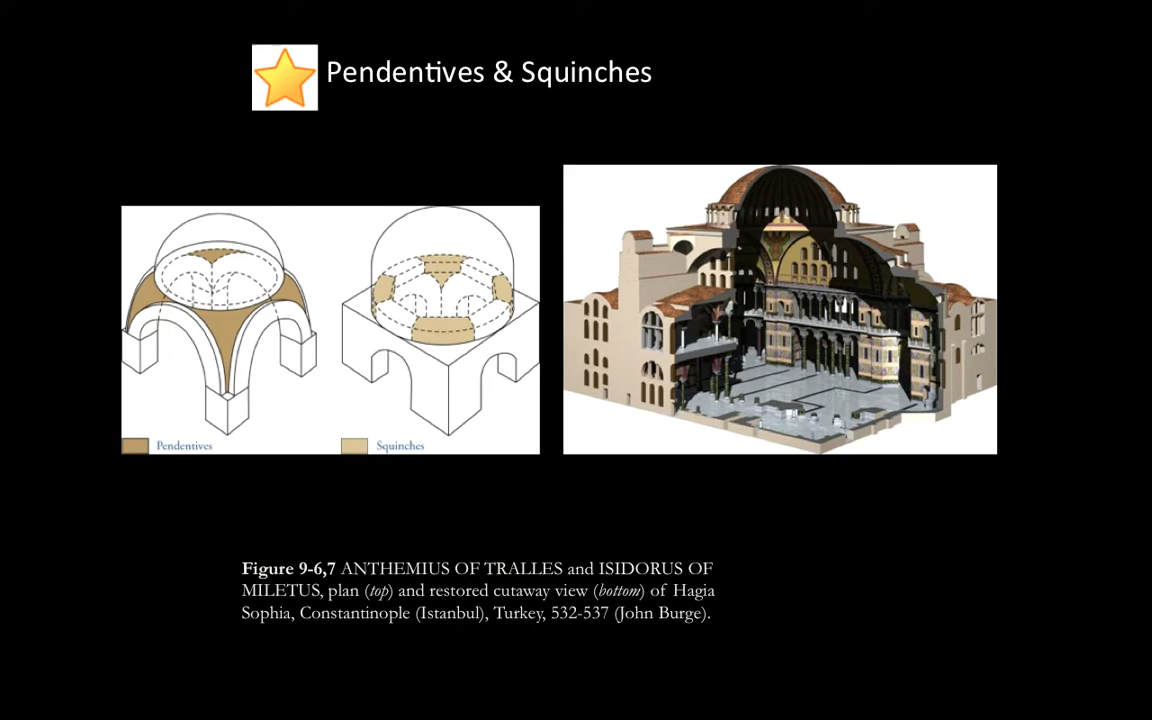 Pendentives & Squinches
Pendentives
Squinches
Figure 9-6,7 ANTHEMIUS OF TRALLES and ISIDORUS OF
MILETUS, plan (top) and restored cutaway view (bottom) of Hagia
Sophia, Constantinople (Istanbul), Turkey, 532-537 (John Burge).